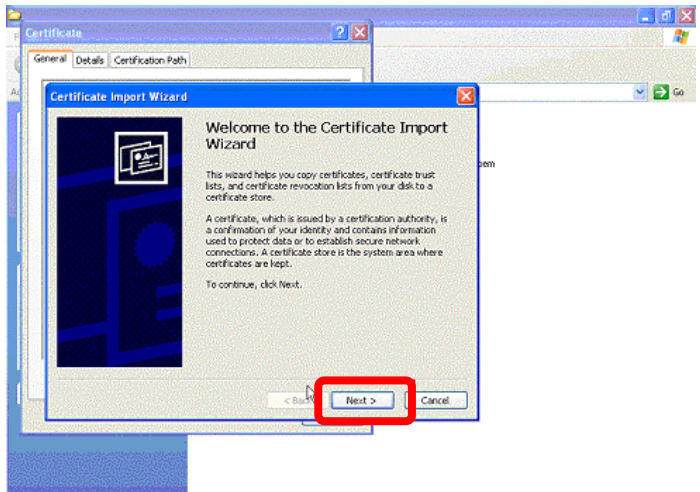 Certificate
General Details Certification Path
Go
Certificate Import Wizard
Welcome to the Certificate Import
Wizard
pem
This wizard helps you copy certificates, certificate trust
lists, and certificate revocation lists from your disk to a
certificate store.
A certificate, which is issued by a certification authority, is
a confirmation of your identity and contains information
used to protect data or to establish secure network
connections. A certificate store is the system area where
certificates are kept.
To continue, click Next.
Next > Cancel